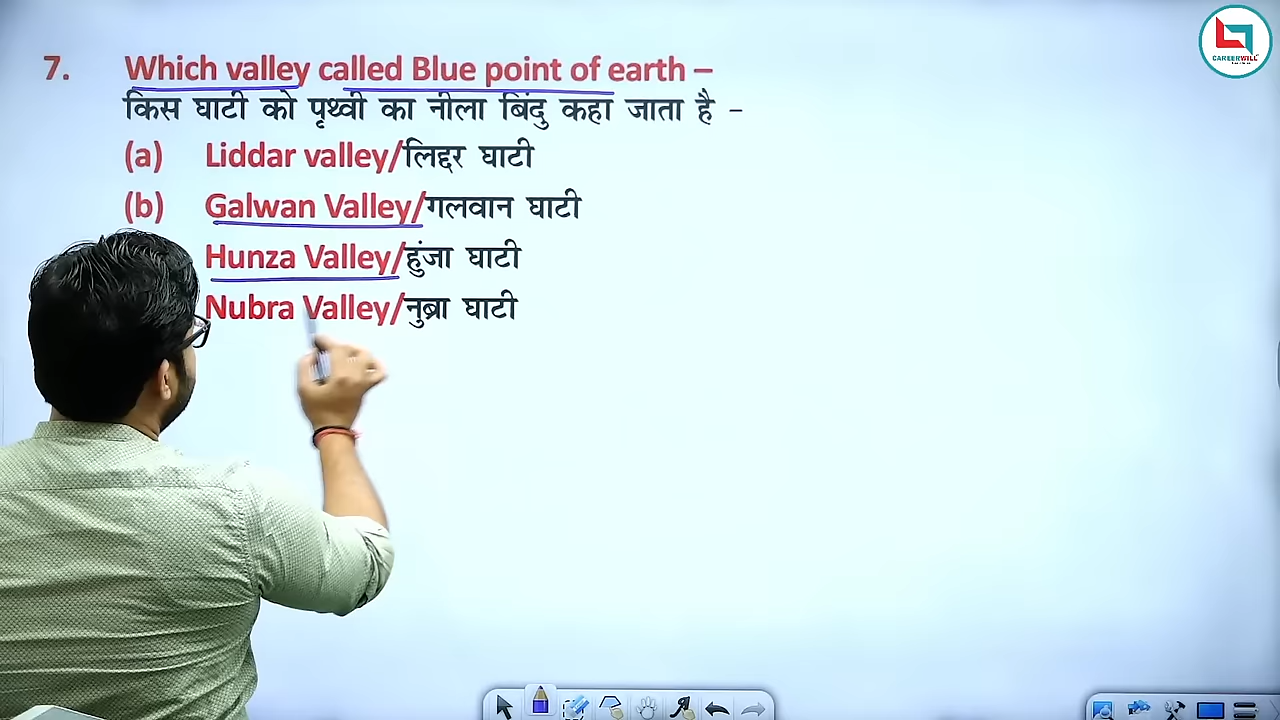 7. Which valley called Blue point of earth –
किस घाटी को पृथ्वी का नीला बिंदु कहा जाता है -
(a) Liddar valley/लिद्दर घाटी
(b) Galwan Valley/गलवान घाटी
Hunza Valley/हुंजा घाटी
Nubra Valley/नुब्रा घाटी
CAREERWILL